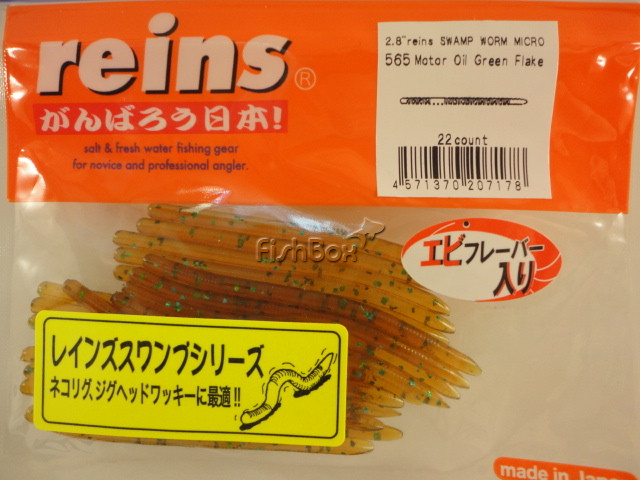 reins®
がんばろう日本!
salt & fresh water fishing gear
for novice and professional angler.
2.8"reins SWAMP WORM MICRO
565 Motor Oil Green Flake
22count
4 571370 207178
FishBox
エビフレーバー
入り
レインズスワンプシリーズ
ネコリグ、ジグヘッドワッキーに最適!!
made in Japan